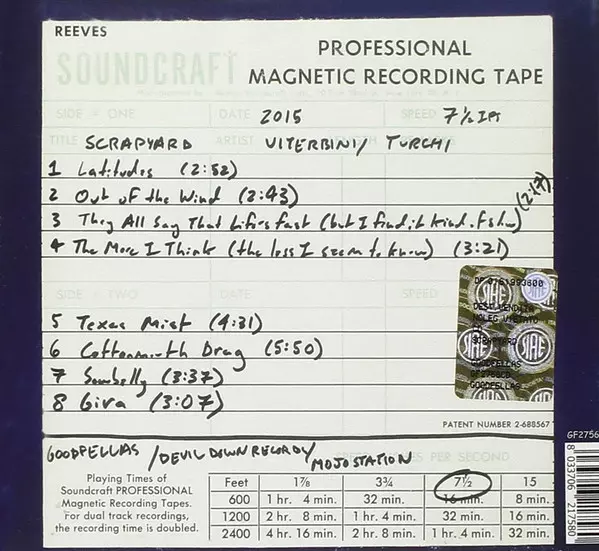 REEVES
SOUNDCRAFT
PROFESSIONAL
MAGNETIC RECORDING TAPE
SIDE - ONE DATE 2015 SPEED 7½ IPS
TITLE SCRAPYARD ARTIST VITERBINI/ TURCHI
1 Latitudes (2:52)
2 Out of the Wind (2:43)
3 They All Say That Life's fast (but I find it kind of slow) (2:17)
4 The More I Think (the less I seem to know) (3:21)
SIDE - TWO DATE SPEED
5 Texas Mist (4:31)
6 Cottonmouth Drag (5:50)
7 Sowbelly (3:37)
8 Gira (3:07)
SIAE
SCRAPYARD
GOODFELLAS
PATENT NUMBER 2-688567
GOODFELLAS /DEVIL DOWN RECORDS/ MOJO STATION
PER SECOND
Playing Times of
Soundcraft PROFESSIONAL
Magnetic Recording Tapes.
For dual track recordings,
the recording time is doubled.
Feet 1⅞ 3¾ 7½ 15
600 1 hr. 4 min. 32 min. 16 min. 8 min.
1200 2 hr. 8 min. 1 hr. 4 min. 32 min. 16 min.
2400 4 hr. 16 min. 2 hr. 8 min. 1 hr. 4 min. 32 min.
GF2756
8 033706 217580